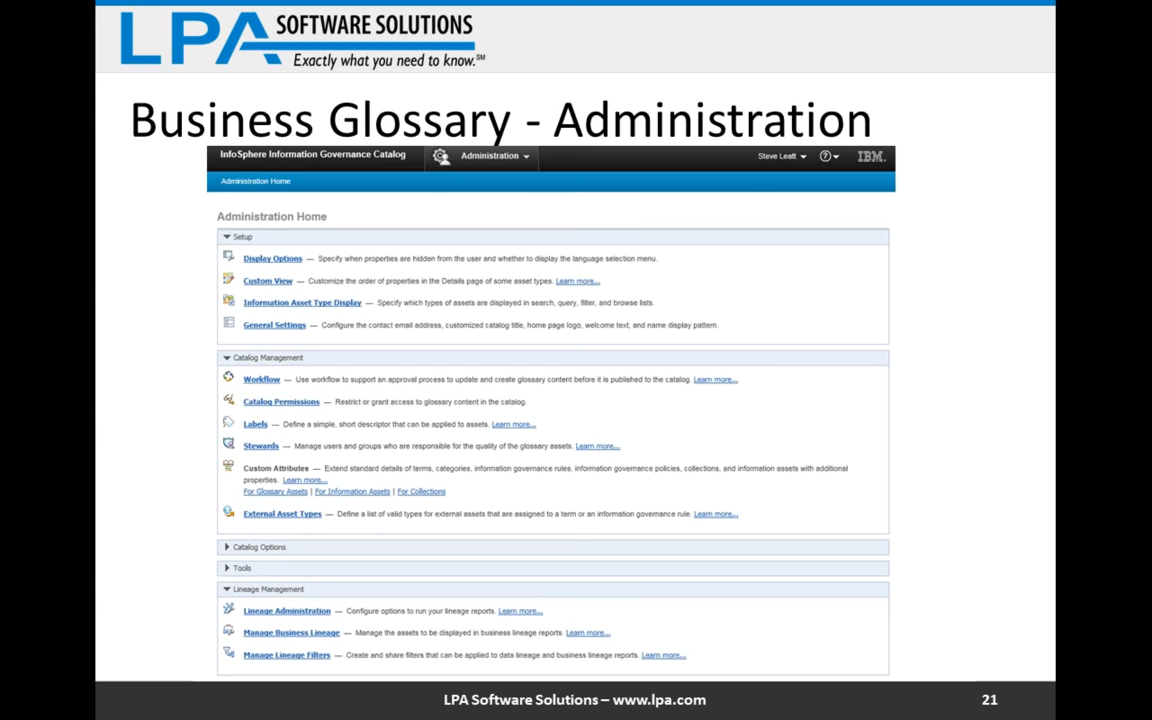 LPA SOFTWARE SOLUTIONS
Exactly what you need to know.℠
Business Glossary - Administration
InfoSphere Information Governance Catalog Administration Steve Leatt ? IBM.
Administration Home
Administration Home
Setup
Display Options — Specify when properties are hidden from the user and whether to display the language selection menu.
Custom View — Customize the order of properties in the Details page of some asset types. Learn more...
Information Asset Type Display — Specify which types of assets are displayed in search, query, filter, and browse lists.
General Settings — Configure the contact email address, customized catalog title, home page logo, welcome text, and name display pattern.
Catalog Management
Workflow — Use workflow to support an approval process to update and create glossary content before it is published to the catalog. Learn more...
Catalog Permissions — Restrict or grant access to glossary content in the catalog.
Labels — Define a simple, short descriptor that can be applied to assets. Learn more...
Stewards — Manage users and groups who are responsible for the quality of the glossary assets. Learn more...
Custom Attributes — Extend standard details of terms, categories, information governance rules, information governance policies, collections, and information assets with additional
properties. Learn more...
For Glossary Assets | For Information Assets | For Collections
External Asset Types — Define a list of valid types for external assets that are assigned to a term or an information governance rule. Learn more...
Catalog Options
Tools
Lineage Management
Lineage Administration — Configure options to run your lineage reports. Learn more...
Manage Business Lineage — Manage the assets to be displayed in business lineage reports. Learn more...
Manage Lineage Filters — Create and share filters that can be applied to data lineage and business lineage reports. Learn more...
LPA Software Solutions – www.lpa.com 21